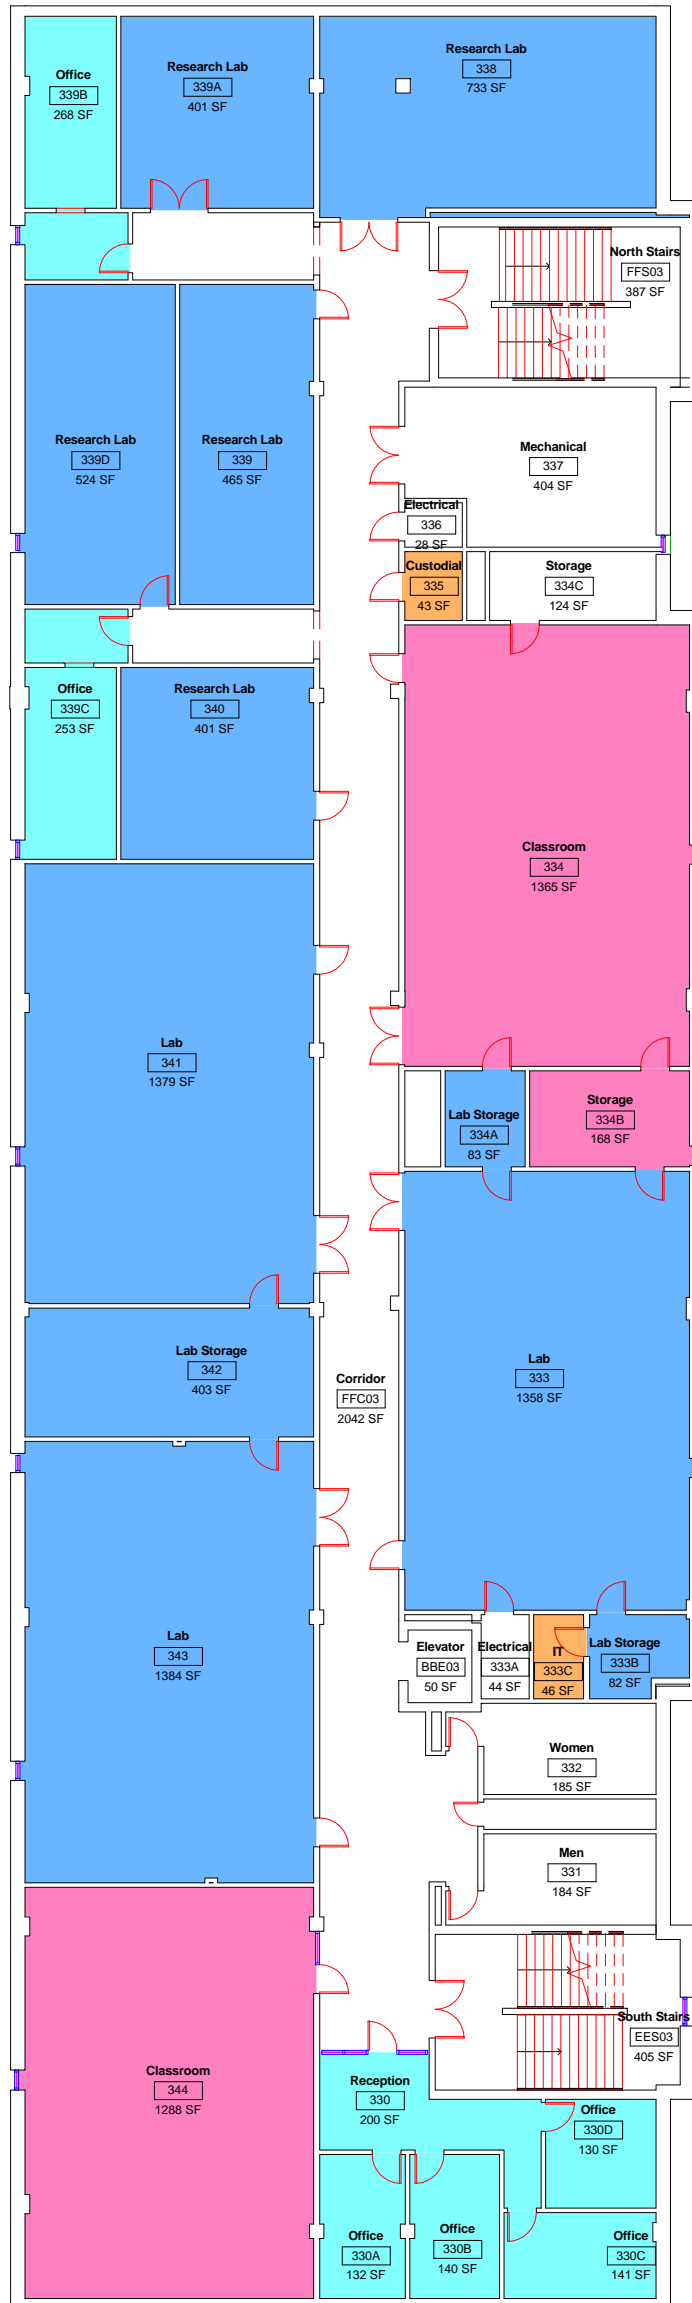 Research Lab
338
733 SF
Office
339B
268 SF
Research Lab
339A
401 SF
North Stairs
FFS03
387 SF
Research Lab
339D
524 SF
Research Lab
339
465 SF
Mechanical
337
404 SF
Electrical
336
28 SF
Custodial
335
43 SF
Storage
334C
124 SF
Office
339C
253 SF
Research Lab
340
401 SF
Classroom
334
1365 SF
Lab
341
1379 SF
Lab Storage
334A
83 SF
Storage
334B
168 SF
Lab Storage
342
403 SF
Corridor
FFC03
2042 SF
Lab
333
1358 SF
Lab
343
1384 SF
Elevator
BBE03
50 SF
Electrical
333A
44 SF
IT
333C
46 SF
Lab Storage
333B
82 SF
Women
332
185 SF
Men
331
184 SF
South Stairs
EES03
405 SF
Classroom
344
1288 SF
Reception
330
200 SF
Office
330D
130 SF
Office
330A
132 SF
Office
330B
140 SF
Office
330C
141 SF